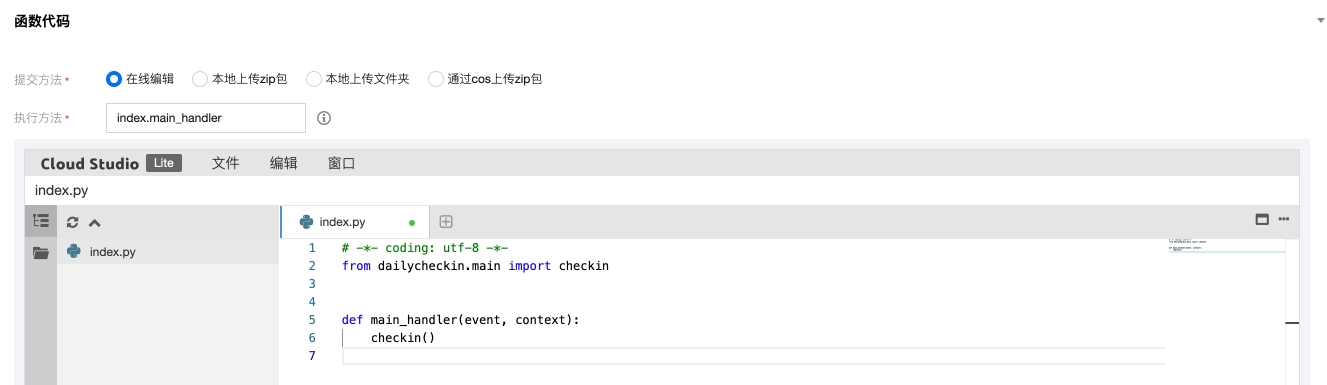 函数代码
提交方法 * 在线编辑 本地上传zip包 本地上传文件夹 通过cos上传zip包
执行方法 * index.main_handler
Cloud Studio Lite 文件 编辑 窗口
index.py
index.py
index.py
1 # -*- coding: utf-8 -*-
2 from dailycheckin.main import checkin
3
4
5 def main_handler(event, context):
6     checkin()
7